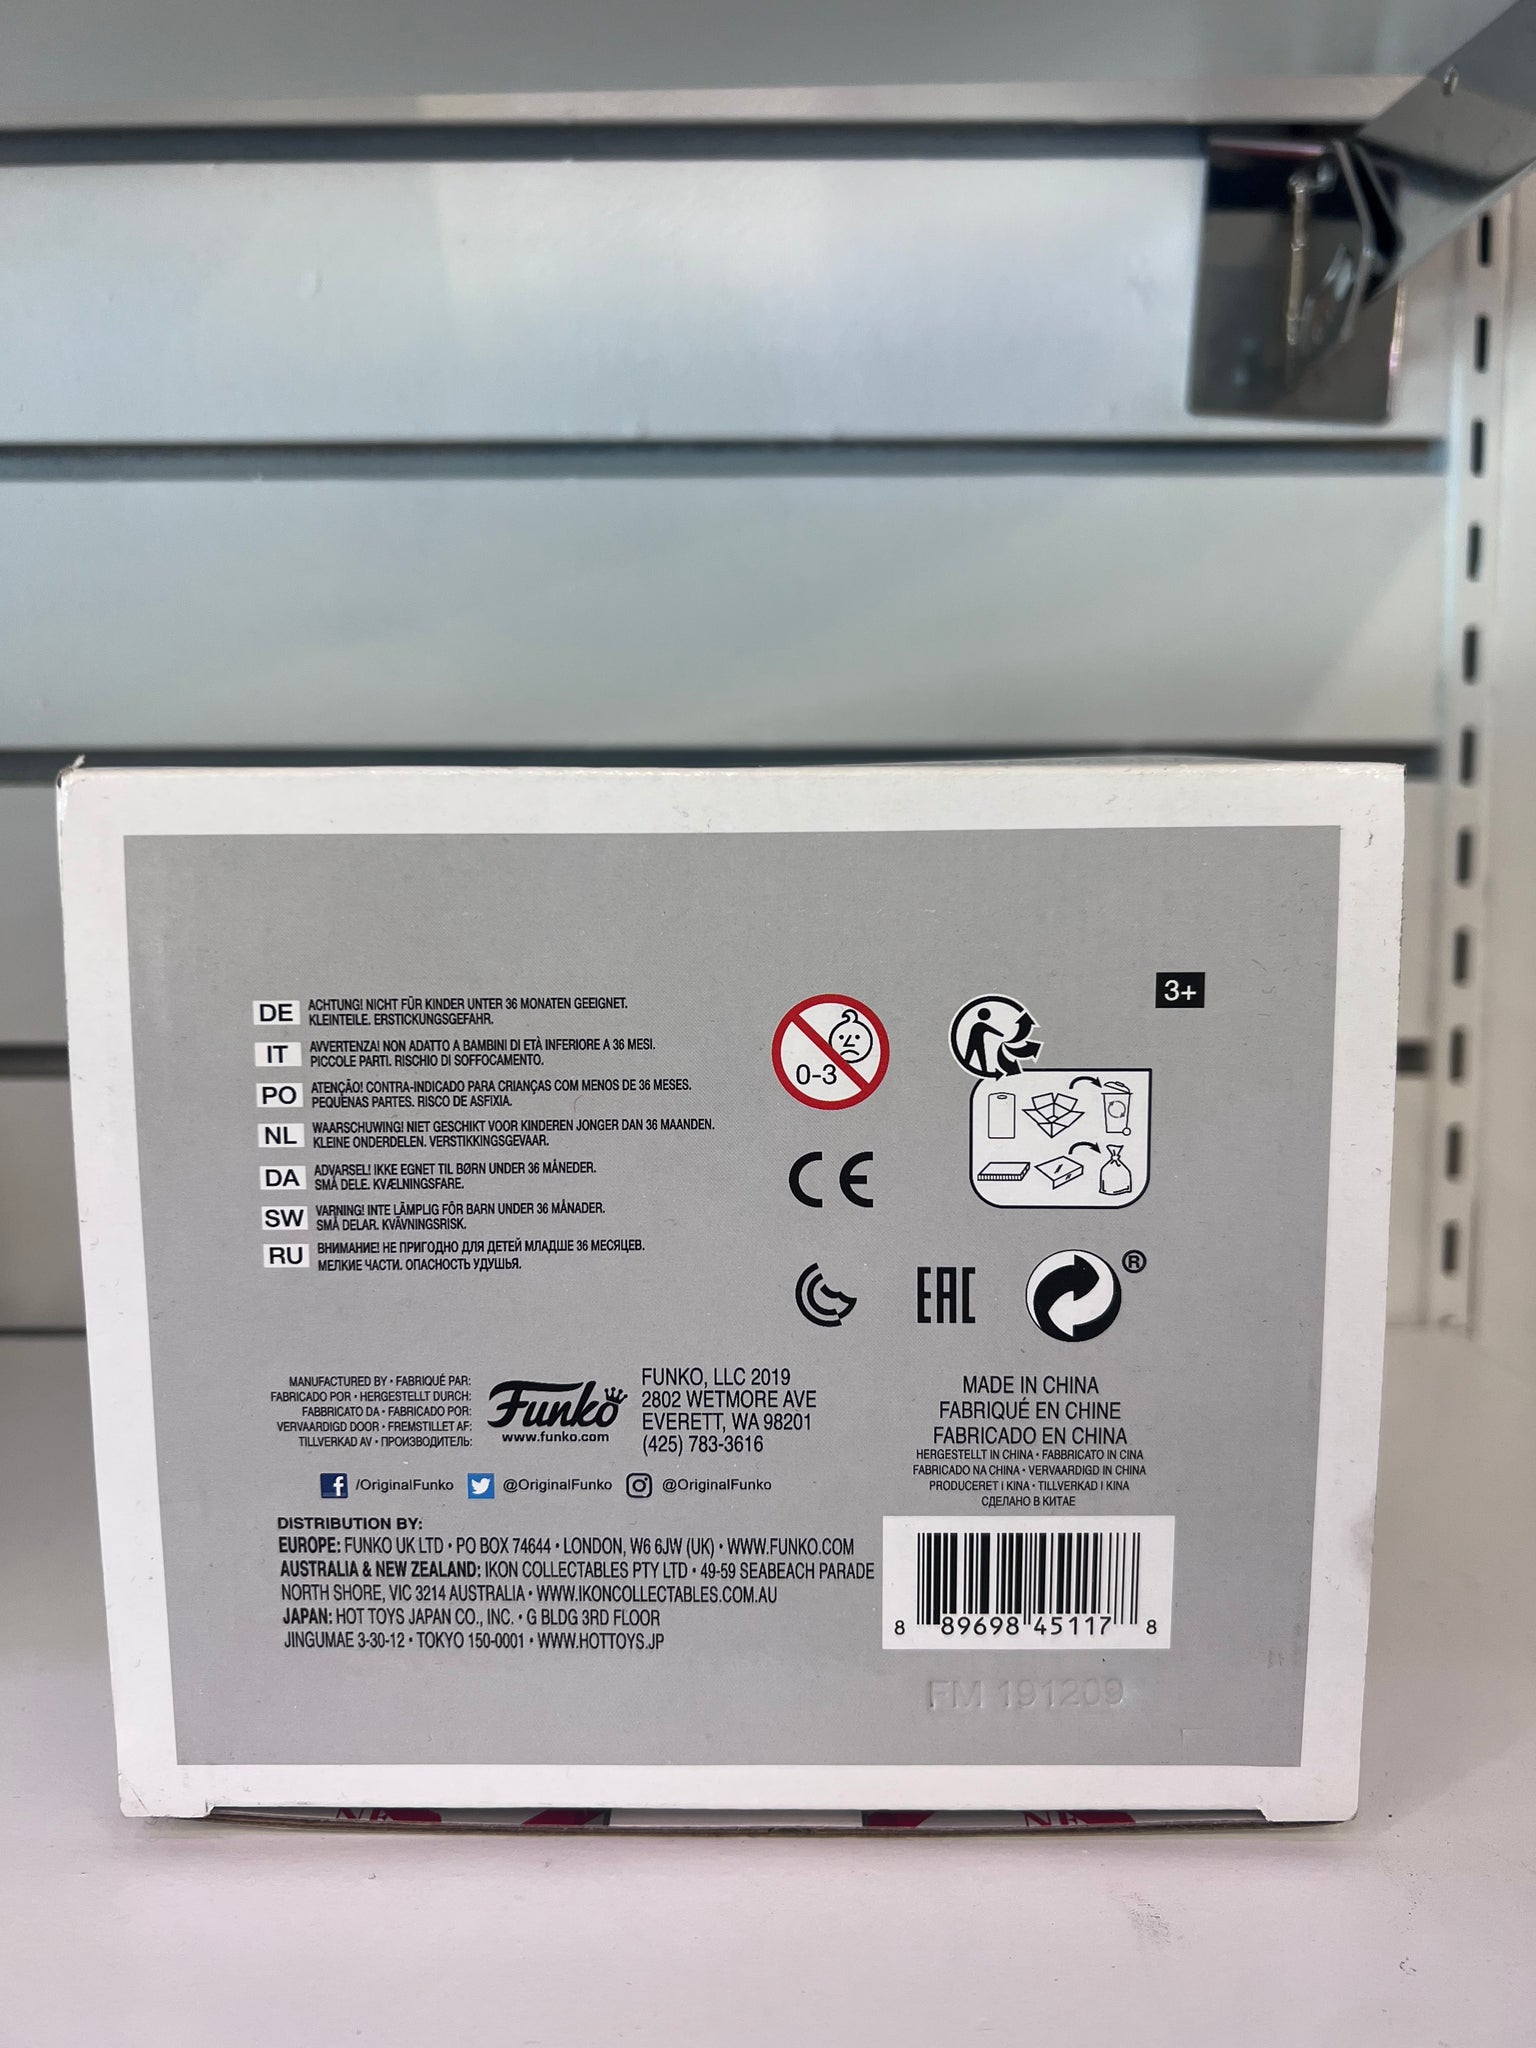 3+
DE
ACHTUNG! NICHT FÜR KINDER UNTER 36 MONATEN GEEIGNET.
KLEINTEILE. ERSTICKUNGSGEFAHR.
IT
AVVERTENZA! NON ADATTO A BAMBINI DI ETÀ INFERIORE A 36 MESI.
PICCOLE PARTI. RISCHIO DI SOFFOCAMENTO.
PO
ATENÇÃO! CONTRA-INDICADO PARA CRIANÇAS COM MENOS DE 36 MESES.
PEQUENAS PARTES. RISCO DE ASFIXIA.
NL
WAARSCHUWING! NIET GESCHIKT VOOR KINDEREN JONGER DAN 36 MAANDEN.
KLEINE ONDERDELEN. VERSTIKKINGSGEVAAR.
DA
ADVARSEL! IKKE EGNET TIL BØRN UNDER 36 MÅNEDER.
SMÅ DELE. KVÆLNINGSFARE.
SW
VARNING! INTE LÄMPLIG FÖR BARN UNDER 36 MÅNADER.
SMÅ DELAR. KVÄVNINGSRISK.
RU
ВНИМАНИЕ! НЕ ПРИГОДНО ДЛЯ ДЕТЕЙ МЛАДШЕ 36 МЕСЯЦЕВ.
МЕЛКИЕ ЧАСТИ. ОПАСНОСТЬ УДУШЬЯ.
0-3
CE
EAC
®
MANUFACTURED BY • FABRIQUÉ PAR:
FABRICADO POR • HERGESTELLT DURCH:
FABBRICATO DA • FABRICADO POR:
VERVAARDIGD DOOR • FREMSTILLET AF:
TILLVERKAD AV • ПРОИЗВОДИТЕЛЬ:
Funko
www.funko.com
FUNKO, LLC 2019
2802 WETMORE AVE
EVERETT, WA 98201
(425) 783-3616
/OriginalFunko @OriginalFunko @OriginalFunko
MADE IN CHINA
FABRIQUÉ EN CHINE
FABRICADO EN CHINA
HERGESTELLT IN CHINA • FABBRICATO IN CINA
FABRICADO NA CHINA • VERVAARDIGD IN CHINA
PRODUCERET I KINA • TILLVERKAD I KINA
СДЕЛАНО В КИТАЕ
DISTRIBUTION BY:
EUROPE: FUNKO UK LTD • PO BOX 74644 • LONDON, W6 6JW (UK) • WWW.FUNKO.COM
AUSTRALIA & NEW ZEALAND: IKON COLLECTABLES PTY LTD • 49-59 SEABEACH PARADE
NORTH SHORE, VIC 3214 AUSTRALIA • WWW.IKONCOLLECTABLES.COM.AU
JAPAN: HOT TOYS JAPAN CO., INC. • G BLDG 3RD FLOOR
JINGUMAE 3-30-12 • TOKYO 150-0001 • WWW.HOTTOYS.JP
8 89698 45117 8
FM 191209